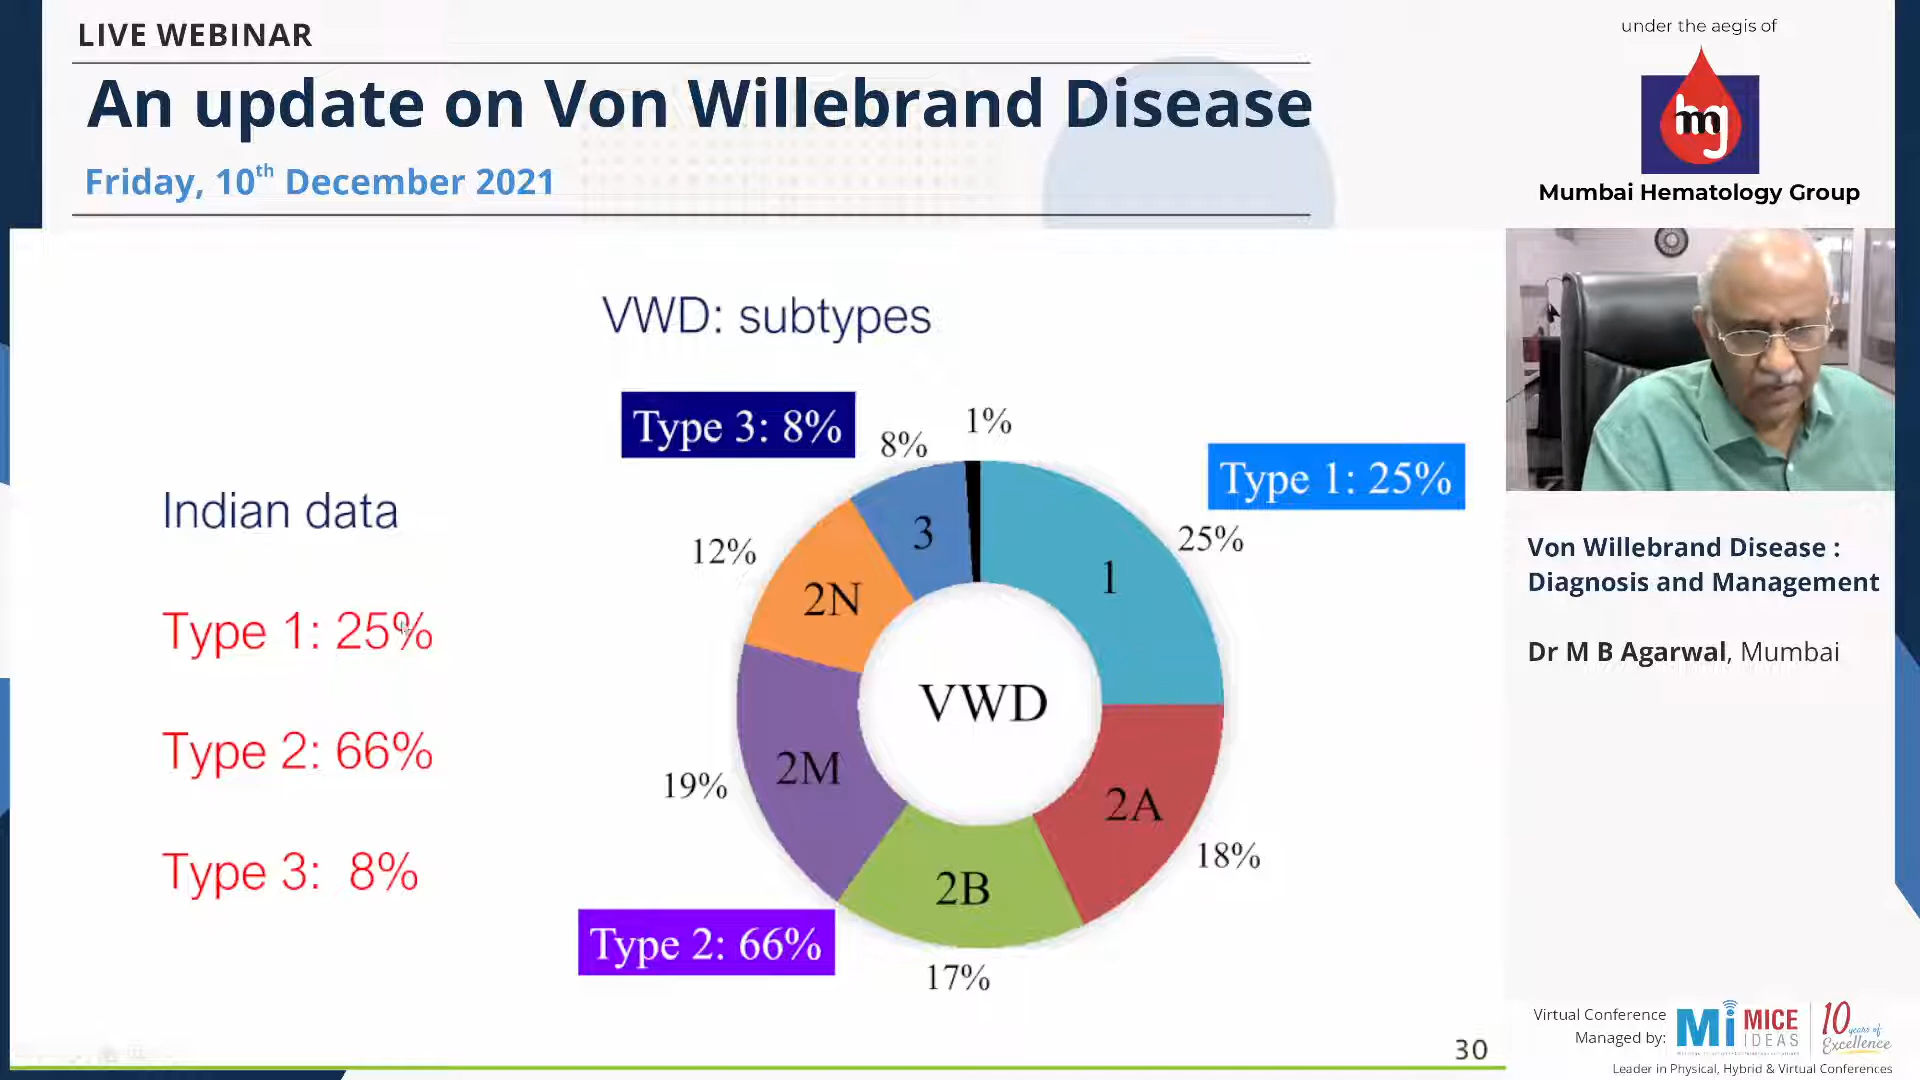 LIVE WEBINAR
An update on Von Willebrand Disease
Friday, 10th December 2021
under the aegis of
hmg
Mumbai Hematology Group
VWD: subtypes
Indian data
Type 1: 25%
Type 2: 66%
Type 3: 8%
Type 3: 8%
8%
1%
Type 1: 25%
25%
12%
3
1
2N
VWD
2M
19%
2A
18%
2B
Type 2: 66%
17%
30
Von Willebrand Disease :
Diagnosis and Management
Dr M B Agarwal, Mumbai
Virtual Conference
Managed by:
Mi MICE
IDEAS
10
years of
Excellence
Leader in Physical, Hybrid & Virtual Conferences